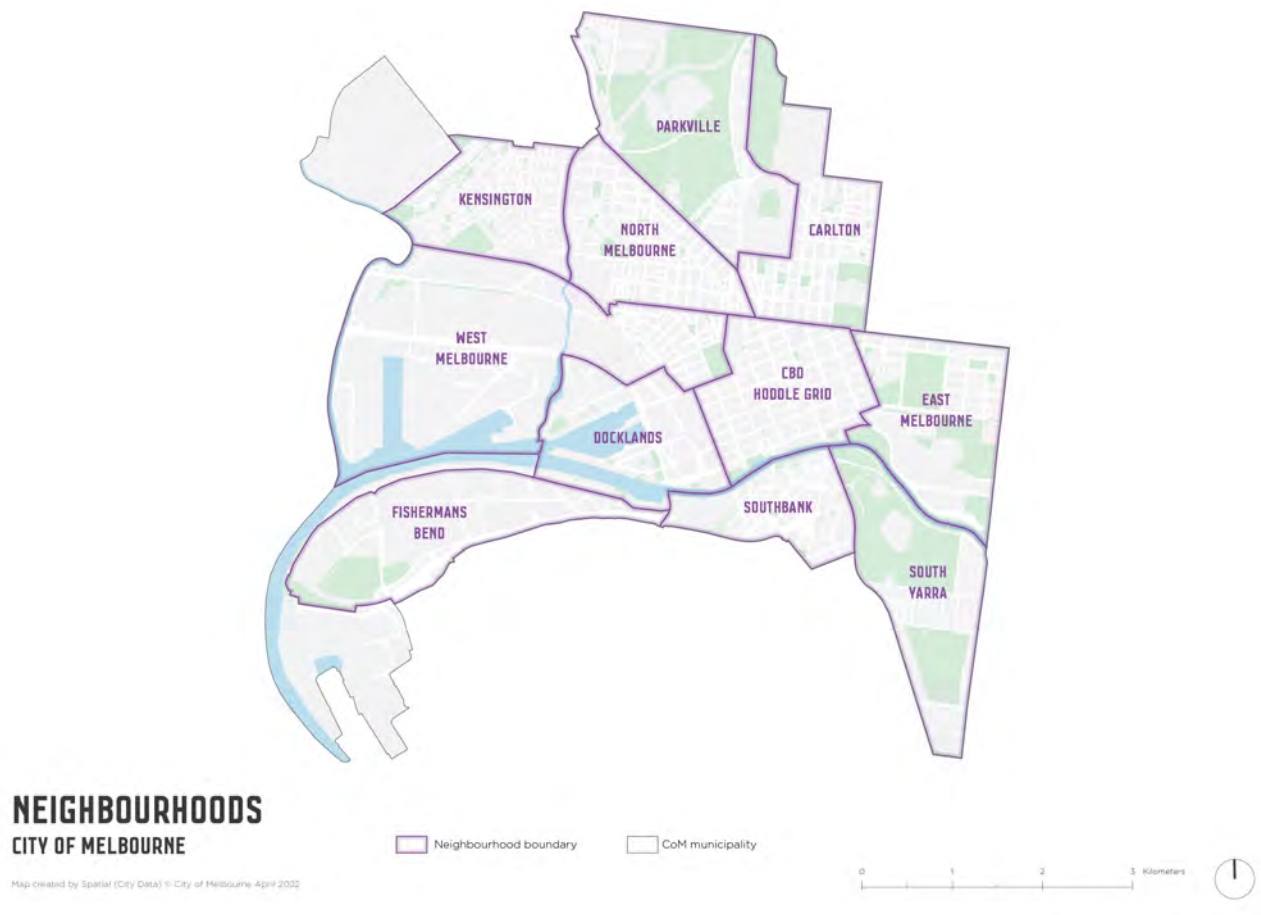 PARKVILLE
KENSINGTON
NORTH
MELBOURNE
CARLTON
WEST
MELBOURNE
CBD
HODDLE GRID
EAST
MELBOURNE
DOCKLANDS
FISHERMANS
BEND
SOUTHBANK
SOUTH
YARRA
NEIGHBOURHOODS
CITY OF MELBOURNE
Neighbourhood boundary
CoM municipality
Map created by Spatial (City Data) © City of Melbourne April 2022
0 1 2 3 Kilometers